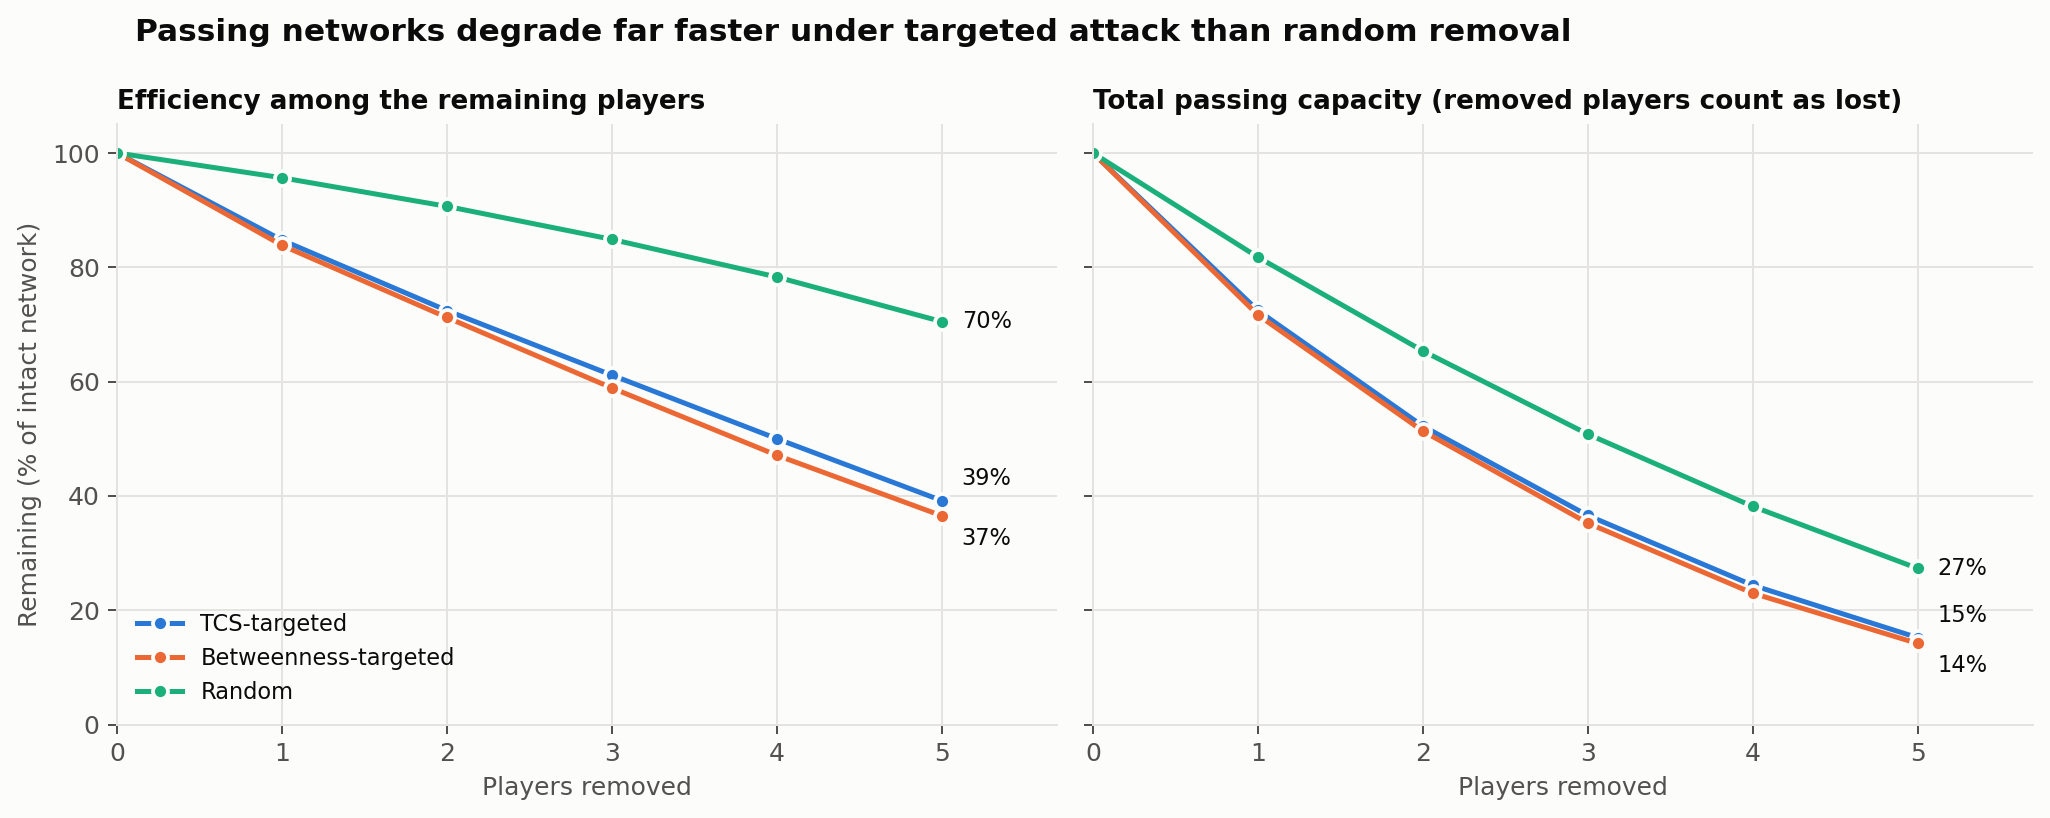 Passing networks degrade far faster under targeted attack than random removal
Efficiency among the remaining players
Remaining (% of intact network)
100
80
60
40
20
0
70%
39%
37%
TCS-targeted
Betweenness-targeted
Random
0 1 2 3 4 5
Players removed
Total passing capacity (removed players count as lost)
27%
15%
14%
0 1 2 3 4 5
Players removed